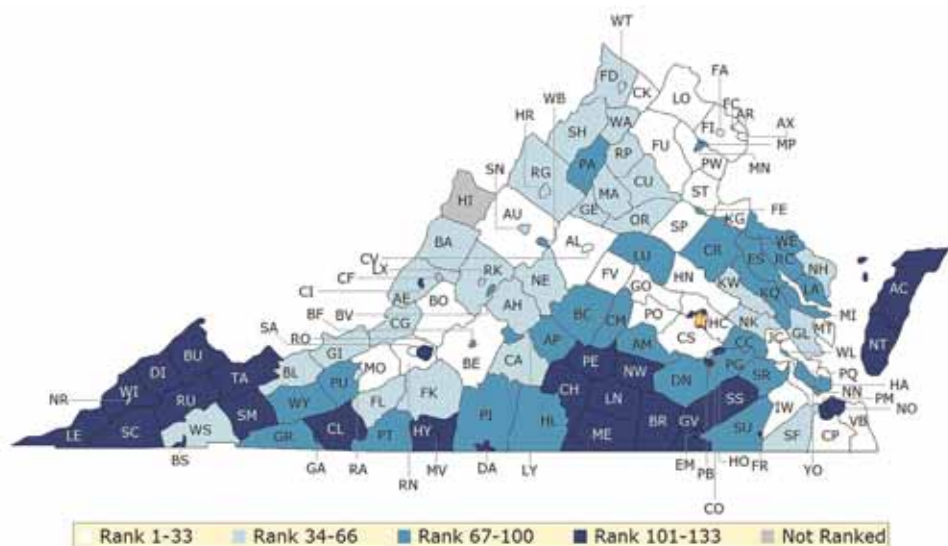 WT
FA
FD
CK
LO
FC
AR
WB
HR
FI
AX
SH
WA
MP
FU
RP
PA
PW
MN
SN
RG
CU
MA
ST
HI
GE
FE
AU
OR
SP
KG
BA
AL
CR
WE
CV
LU
ES
RC
NH
LX
RK
CF
NE
FV
HN
KW
LA
AC
CI
AE
BO
GO
KQ
BF
AH
PO
HC
NK
MI
BV
CG
BC
CM
CS
JC
GL
MT
SA
RO
GI
AP
AM
CC
WL
NT
BU
BL
MO
BE
CA
PE
PG
PQ
DI
TA
PU
NW
DN
SR
NN
HA
NR
WI
FL
FK
CH
PM
RU
WY
LN
SS
IW
NO
SM
PI
HL
BR
GV
LE
SC
WS
GR
CL
PT
HY
ME
SU
SF
CP
VB
BS
GA
RA
MV
DA
LY
EM
PB
HO
FR
YO
RN
CO
Rank 1-33
Rank 34-66
Rank 67-100
Rank 101-133
Not Ranked